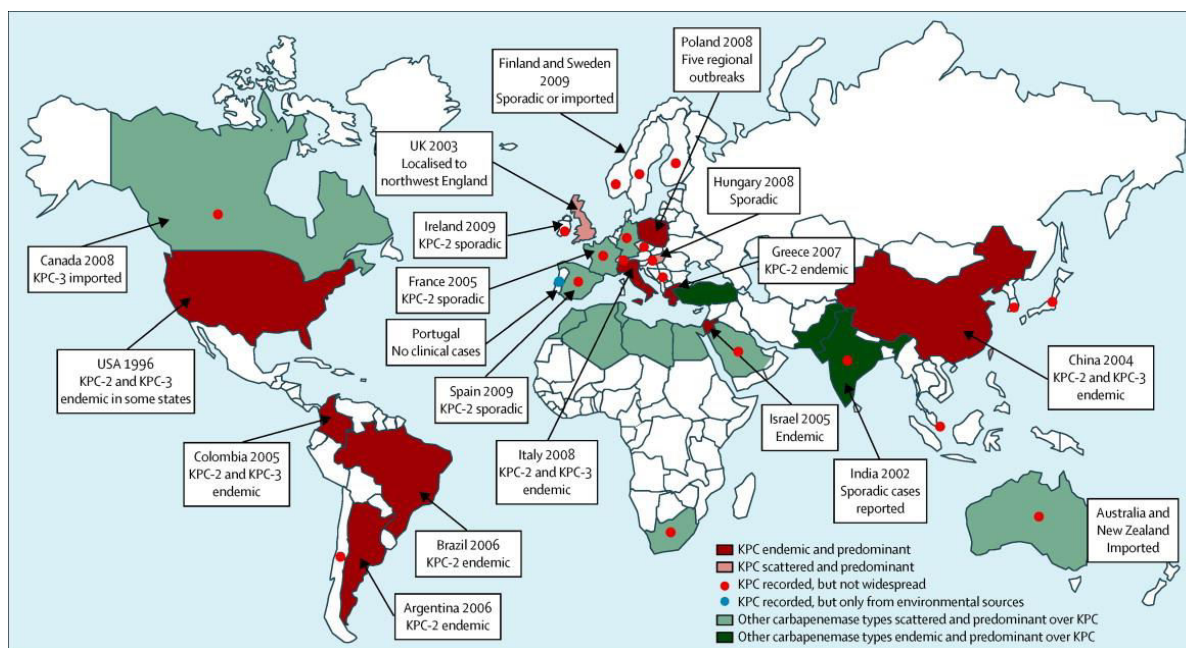 Poland 2008
Five regional
outbreaks
Finland and Sweden
2009
Sporadic or imported
UK 2003
Localised to
northwest England
Hungary 2008
Sporadic
Ireland 2009
KPC-2 sporadic
Greece 2007
KPC-2 endemic
Canada 2008
KPC-3 imported
France 2005
KPC-2 sporadic
Portugal
No clinical cases
USA 1996
KPC-2 and KPC-3
endemic in some states
China 2004
KPC-2 and KPC-3
endemic
Spain 2009
KPC-2 sporadic
Israel 2005
Endemic
Colombia 2005
KPC-2 and KPC-3
endemic
Italy 2008
KPC-2 and KPC-3
endemic
India 2002
Sporadic cases
reported
Australia and
New Zealand
Imported
Brazil 2006
KPC-2 endemic
Argentina 2006
KPC-2 endemic
KPC endemic and predominant
KPC scattered and predominant
KPC recorded, but not widespread
KPC recorded, but only from environmental sources
Other carbapenemase types scattered and predominant over KPC
Other carbapenemase types endemic and predominant over KPC